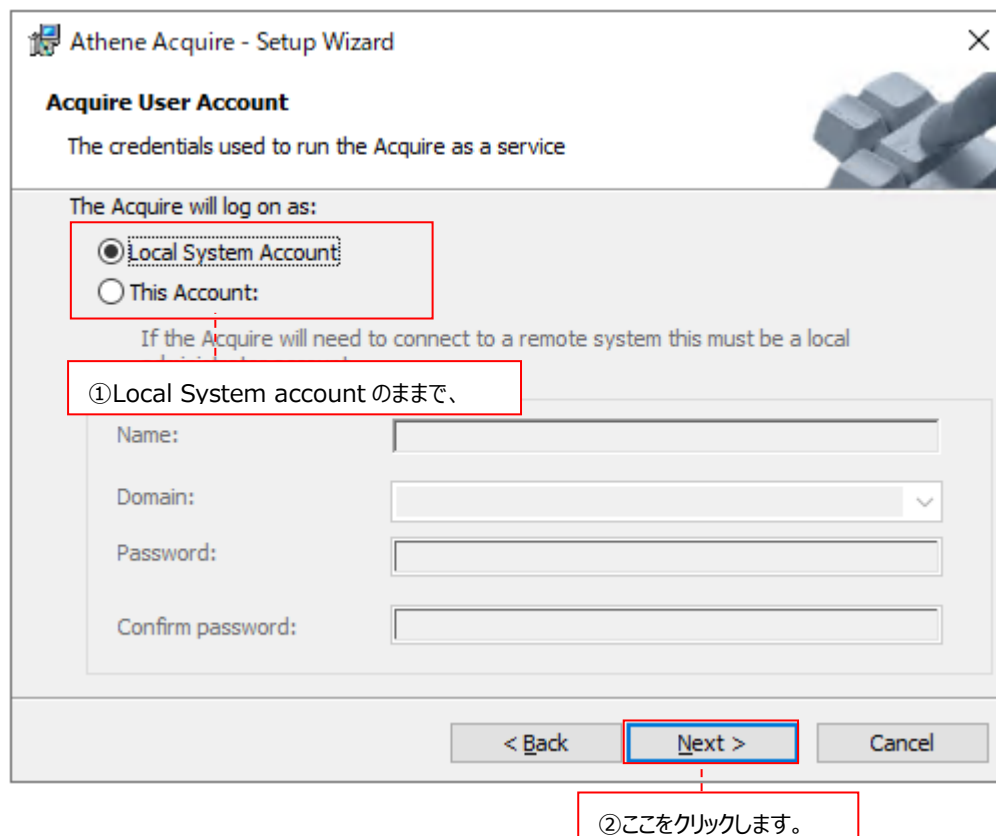 Athene Acquire - Setup Wizard
Acquire User Account
The credentials used to run the Acquire as a service
The Acquire will log on as:
Local System Account
This Account:
If the Acquire will need to connect to a remote system this must be a local
①Local System account のままで、
Name:
Domain:
Password:
Confirm password:
< Back
Next >
Cancel
②ここをクリックします。